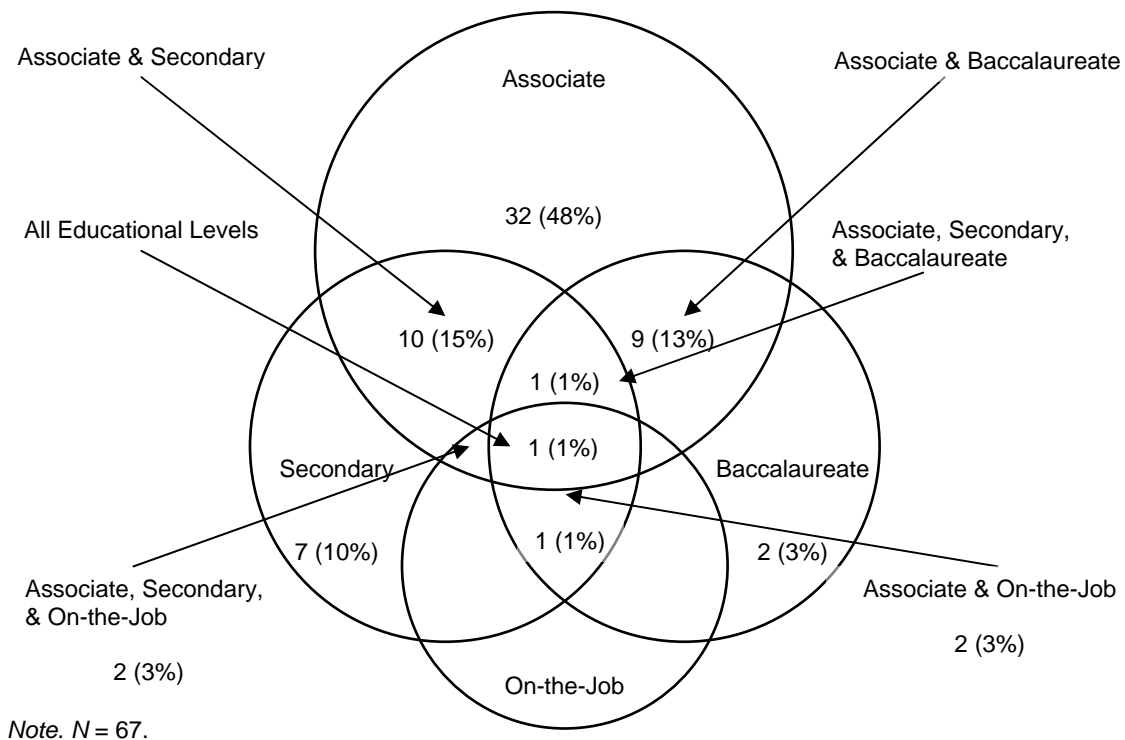 Associate & Secondary
Associate & Baccalaureate
Associate
32 (48%)
All Educational Levels
Associate, Secondary,
& Baccalaureate
10 (15%)
9 (13%)
1 (1%)
1 (1%)
Secondary
Baccalaureate
7 (10%)
1 (1%)
2 (3%)
Associate, Secondary,
& On-the-Job
Associate & On-the-Job
2 (3%)
2 (3%)
On-the-Job
Note. N = 67.